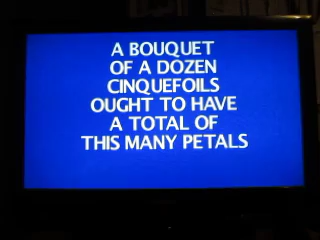 A BOUQUET
OF A DOZEN
CINQUEFOILS
OUGHT TO HAVE
A TOTAL OF
THIS MANY PETALS